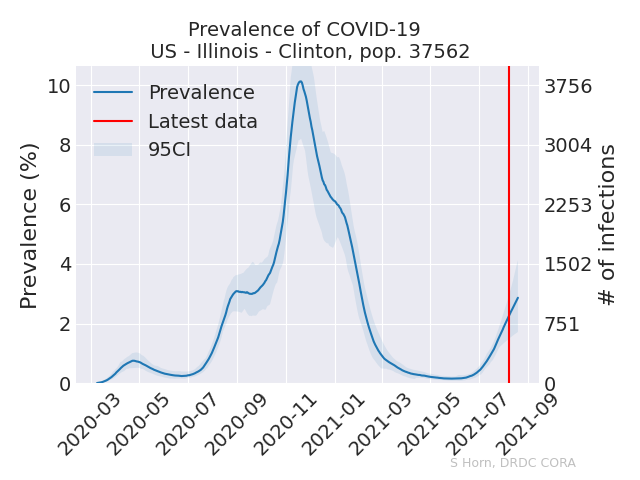 Prevalence of COVID-19
US - Illinois - Clinton, pop. 37562
Prevalence
Latest data
95CI
Prevalence (%)
10
8
6
4
2
0
3756
3004
2253
1502
751
0
# of infections
2020-03
2020-05
2020-07
2020-09
2020-11
2021-01
2021-03
2021-05
2021-07
2021-09
S Horn, DRDC CORA